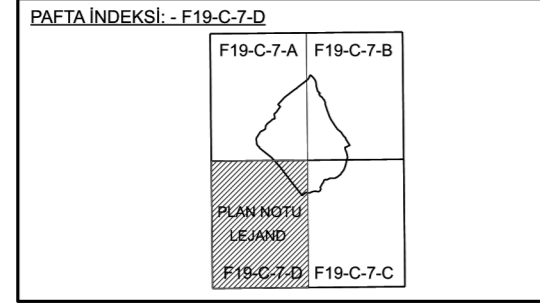 PAFTA İNDEKSİ: - F19-C-7-D
F19-C-7-A F19-C-7-B
PLAN NOTU
LEJAND
F19-C-7-D F19-C-7-C